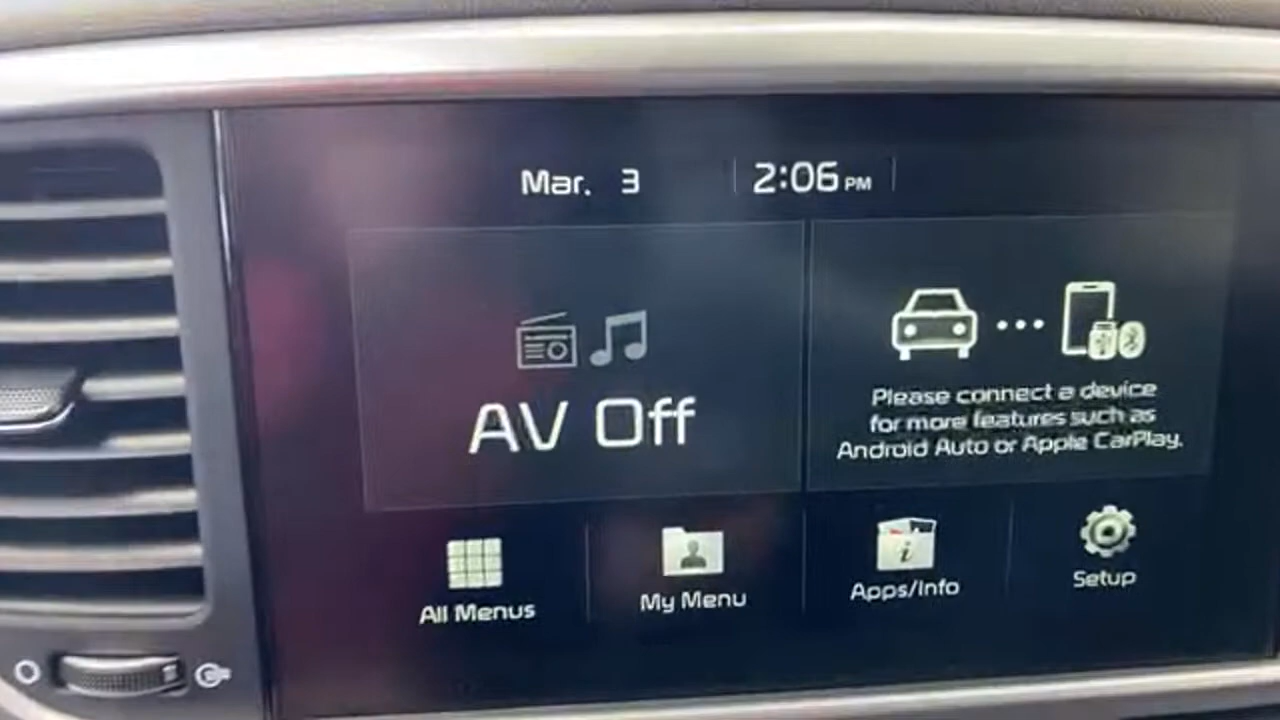 Mar. 3 2:06 PM
AV Off
Please connect a device
for more features such as
Android Auto or Apple CarPlay.
All Menus My Menu Apps/Info Setup